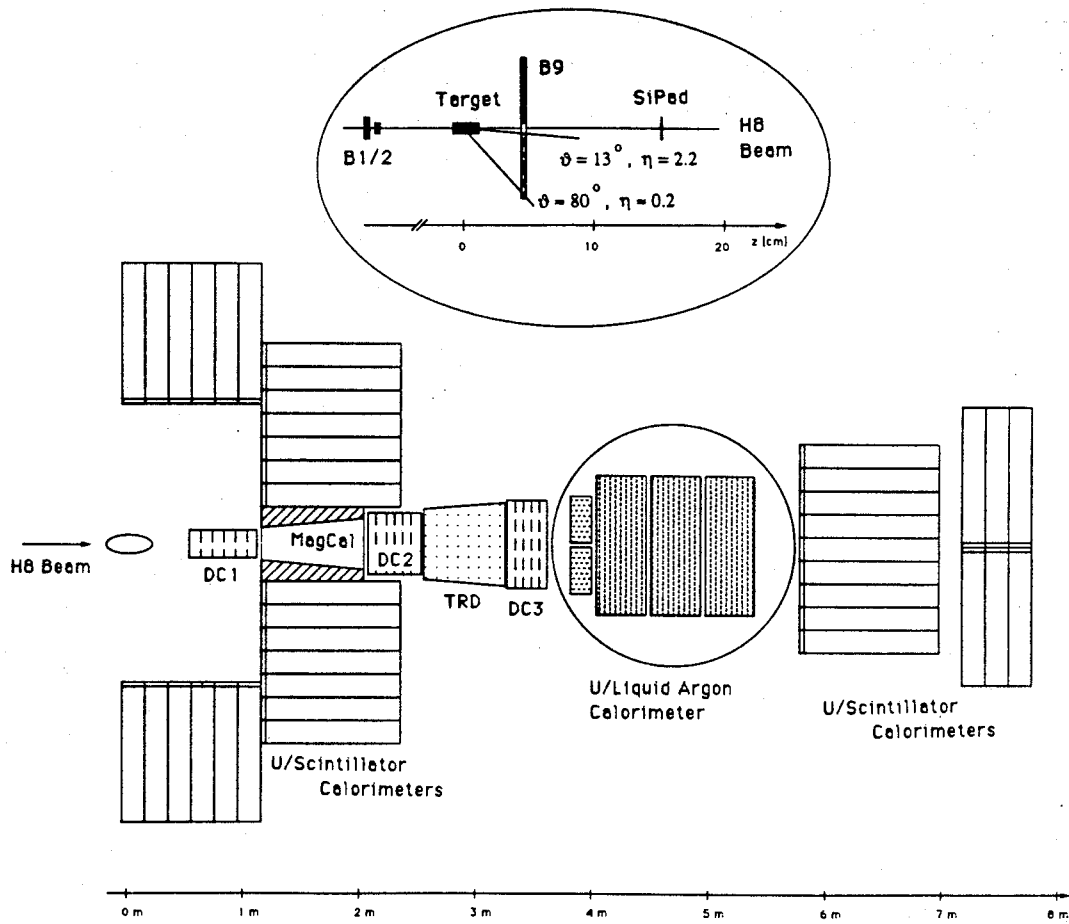 B9
Target
SiPad
H8
Beam
B1/2
ϑ = 13°, η = 2.2
ϑ = 80°, η = 0.2
0
10
20
z [cm]
MagCal
H8 Beam
DC1
DC2
TRD
DC3
U/Liquid Argon
Calorimeter
U/Scintillator
Calorimeters
U/Scintillator
Calorimeters
0 m
1 m
2 m
3 m
4 m
5 m
6 m
7 m
8 m